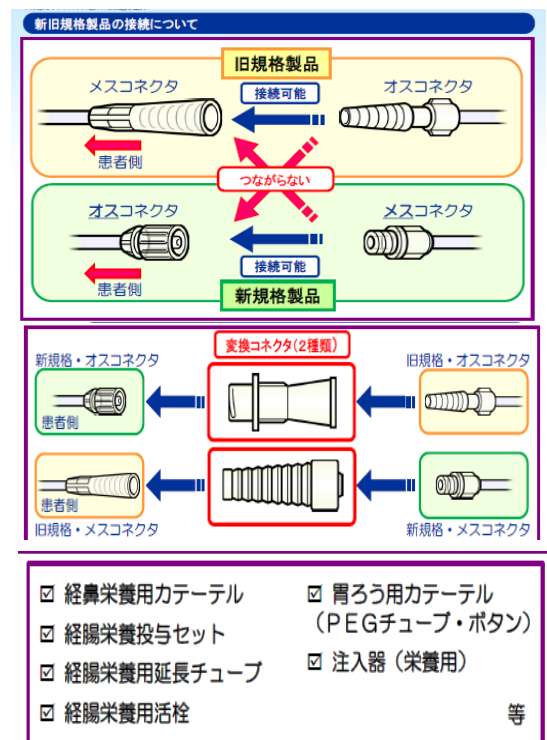 新旧規格製品の接続について
旧規格製品
メスコネクタ
接続可能
オスコネクタ
患者側
つながらない
オスコネクタ
メスコネクタ
接続可能
患者側
新規格製品
変換コネクタ(2種類)
新規格・オスコネクタ
旧規格・オスコネクタ
患者側
患者側
旧規格・メスコネクタ
新規格・メスコネクタ
☑ 経鼻栄養用カテーテル
☑ 経腸栄養投与セット
☑ 経腸栄養用延長チューブ
☑ 経腸栄養用活栓
☑ 胃ろう用カテーテル
(PEGチューブ・ボタン)
☑ 注入器(栄養用)
等